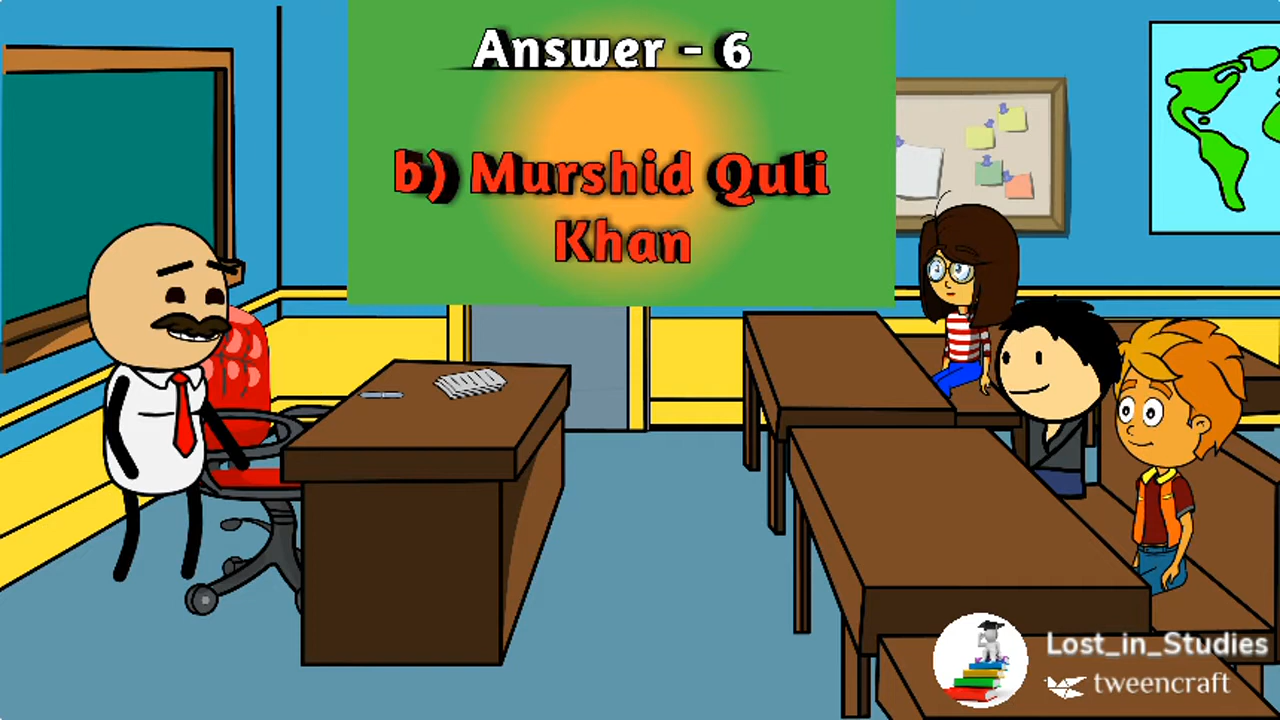 Answer - 6
b) Murshid Quli
Khan
Lost_in_Studies
tweencraft